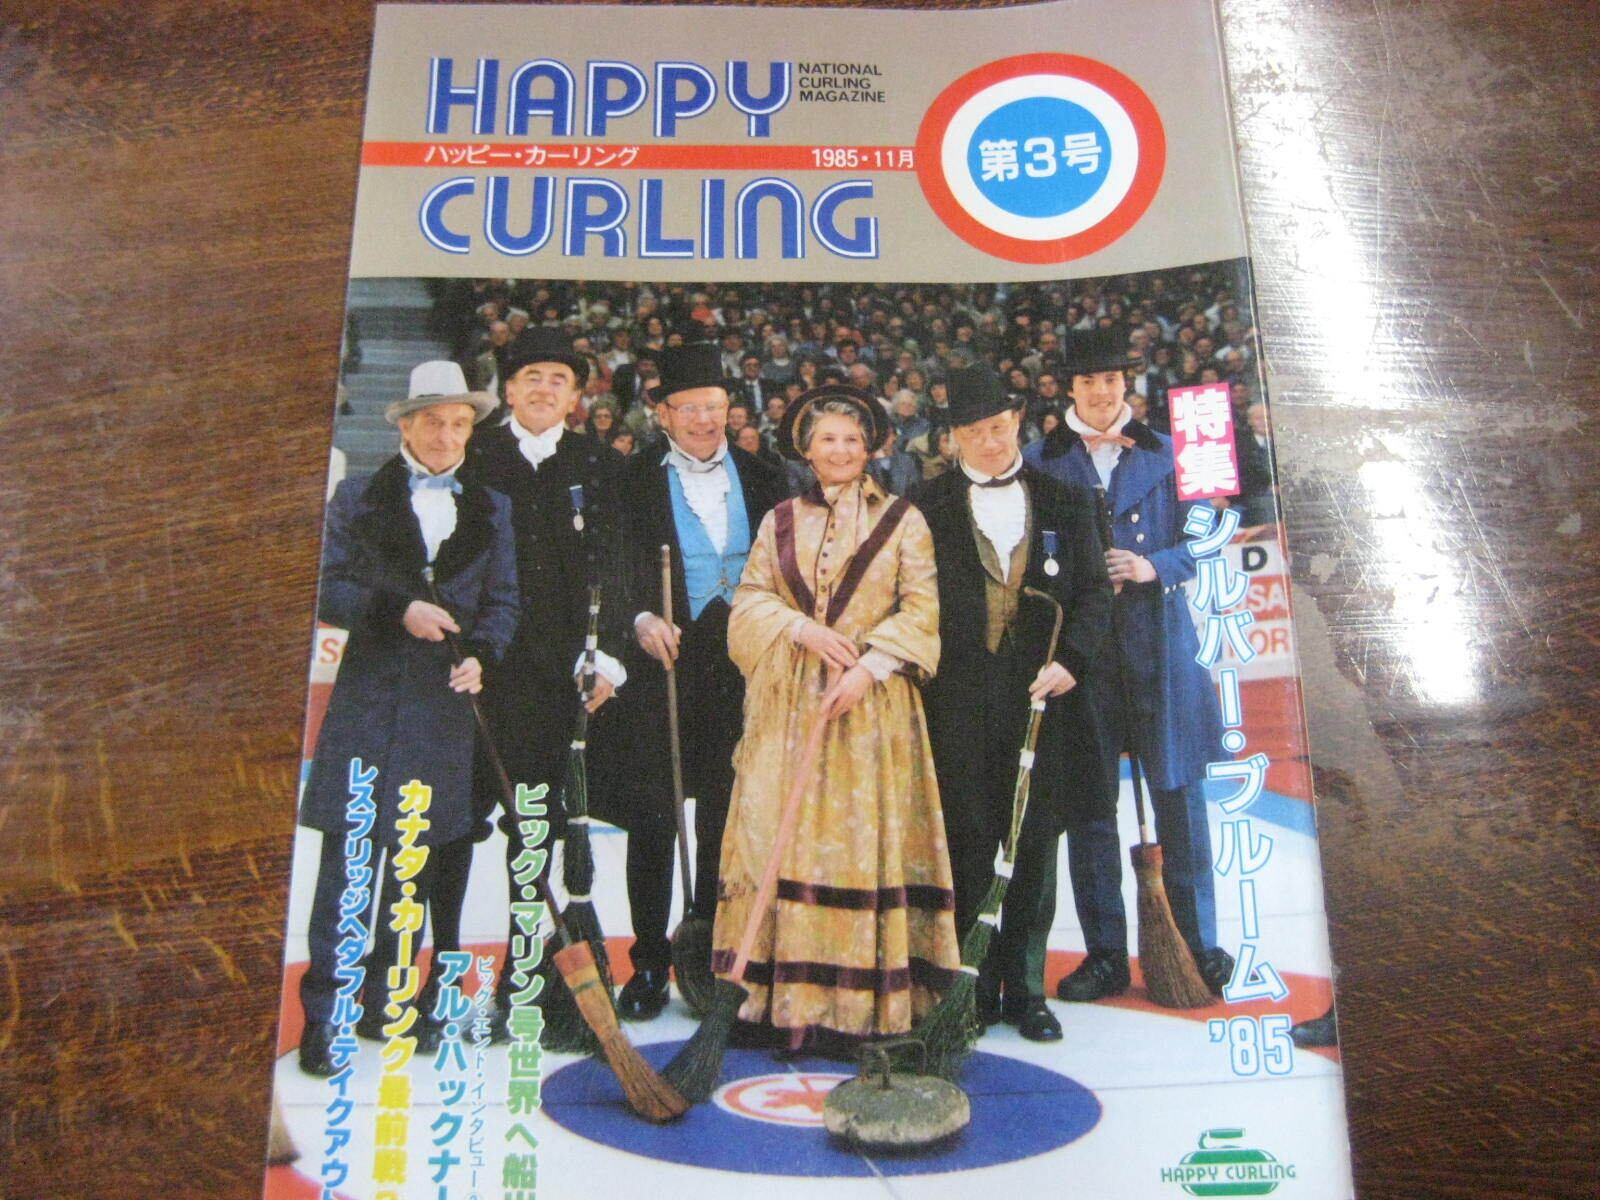 HAPPY
NATIONAL
CURLING
MAGAZINE
ハッピー・カーリング
1985・11月
第3号
CURLING
特集
シルバー・ブルーム'85
D
USA
OR
S
ビッグ・マリン号世界へ船出
ビッグ・エンド・インタビュー
アル・ハックナー
カナダ・カーリング最前戦
レスブリッジヘダブル・テイクアウト
HAPPY CURLING